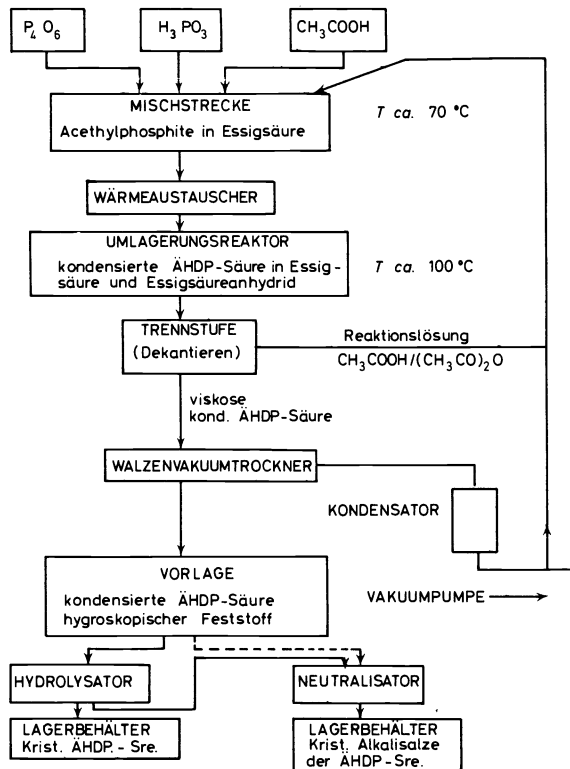 P₄O₆
H₃PO₃
CH₃COOH
MISCHSTRECKE
Acethylphosphite in Essigsäure
T ca. 70 °C
WÄRMEAUSTAUSCHER
UMLAGERUNGSREAKTOR
kondensierte ÄHDP-Säure in Essig-
säure und Essigsäureanhydrid
T ca. 100 °C
TRENNSTUFE
(Dekantieren)
Reaktionslösung
CH₃COOH/(CH₃CO)₂O
viskose
kond. ÄHDP-Säure
WALZENVAKUUMTROCKNER
KONDENSATOR
VORLAGE
kondensierte ÄHDP-Säure
hygroskopischer Feststoff
VAKUUMPUMPE
HYDROLYSATOR
NEUTRALISATOR
LAGERBEHÄLTER
Krist. ÄHDP.-Sre.
LAGERBEHÄLTER
Krist. Alkalisalze
der ÄHDP-Sre.